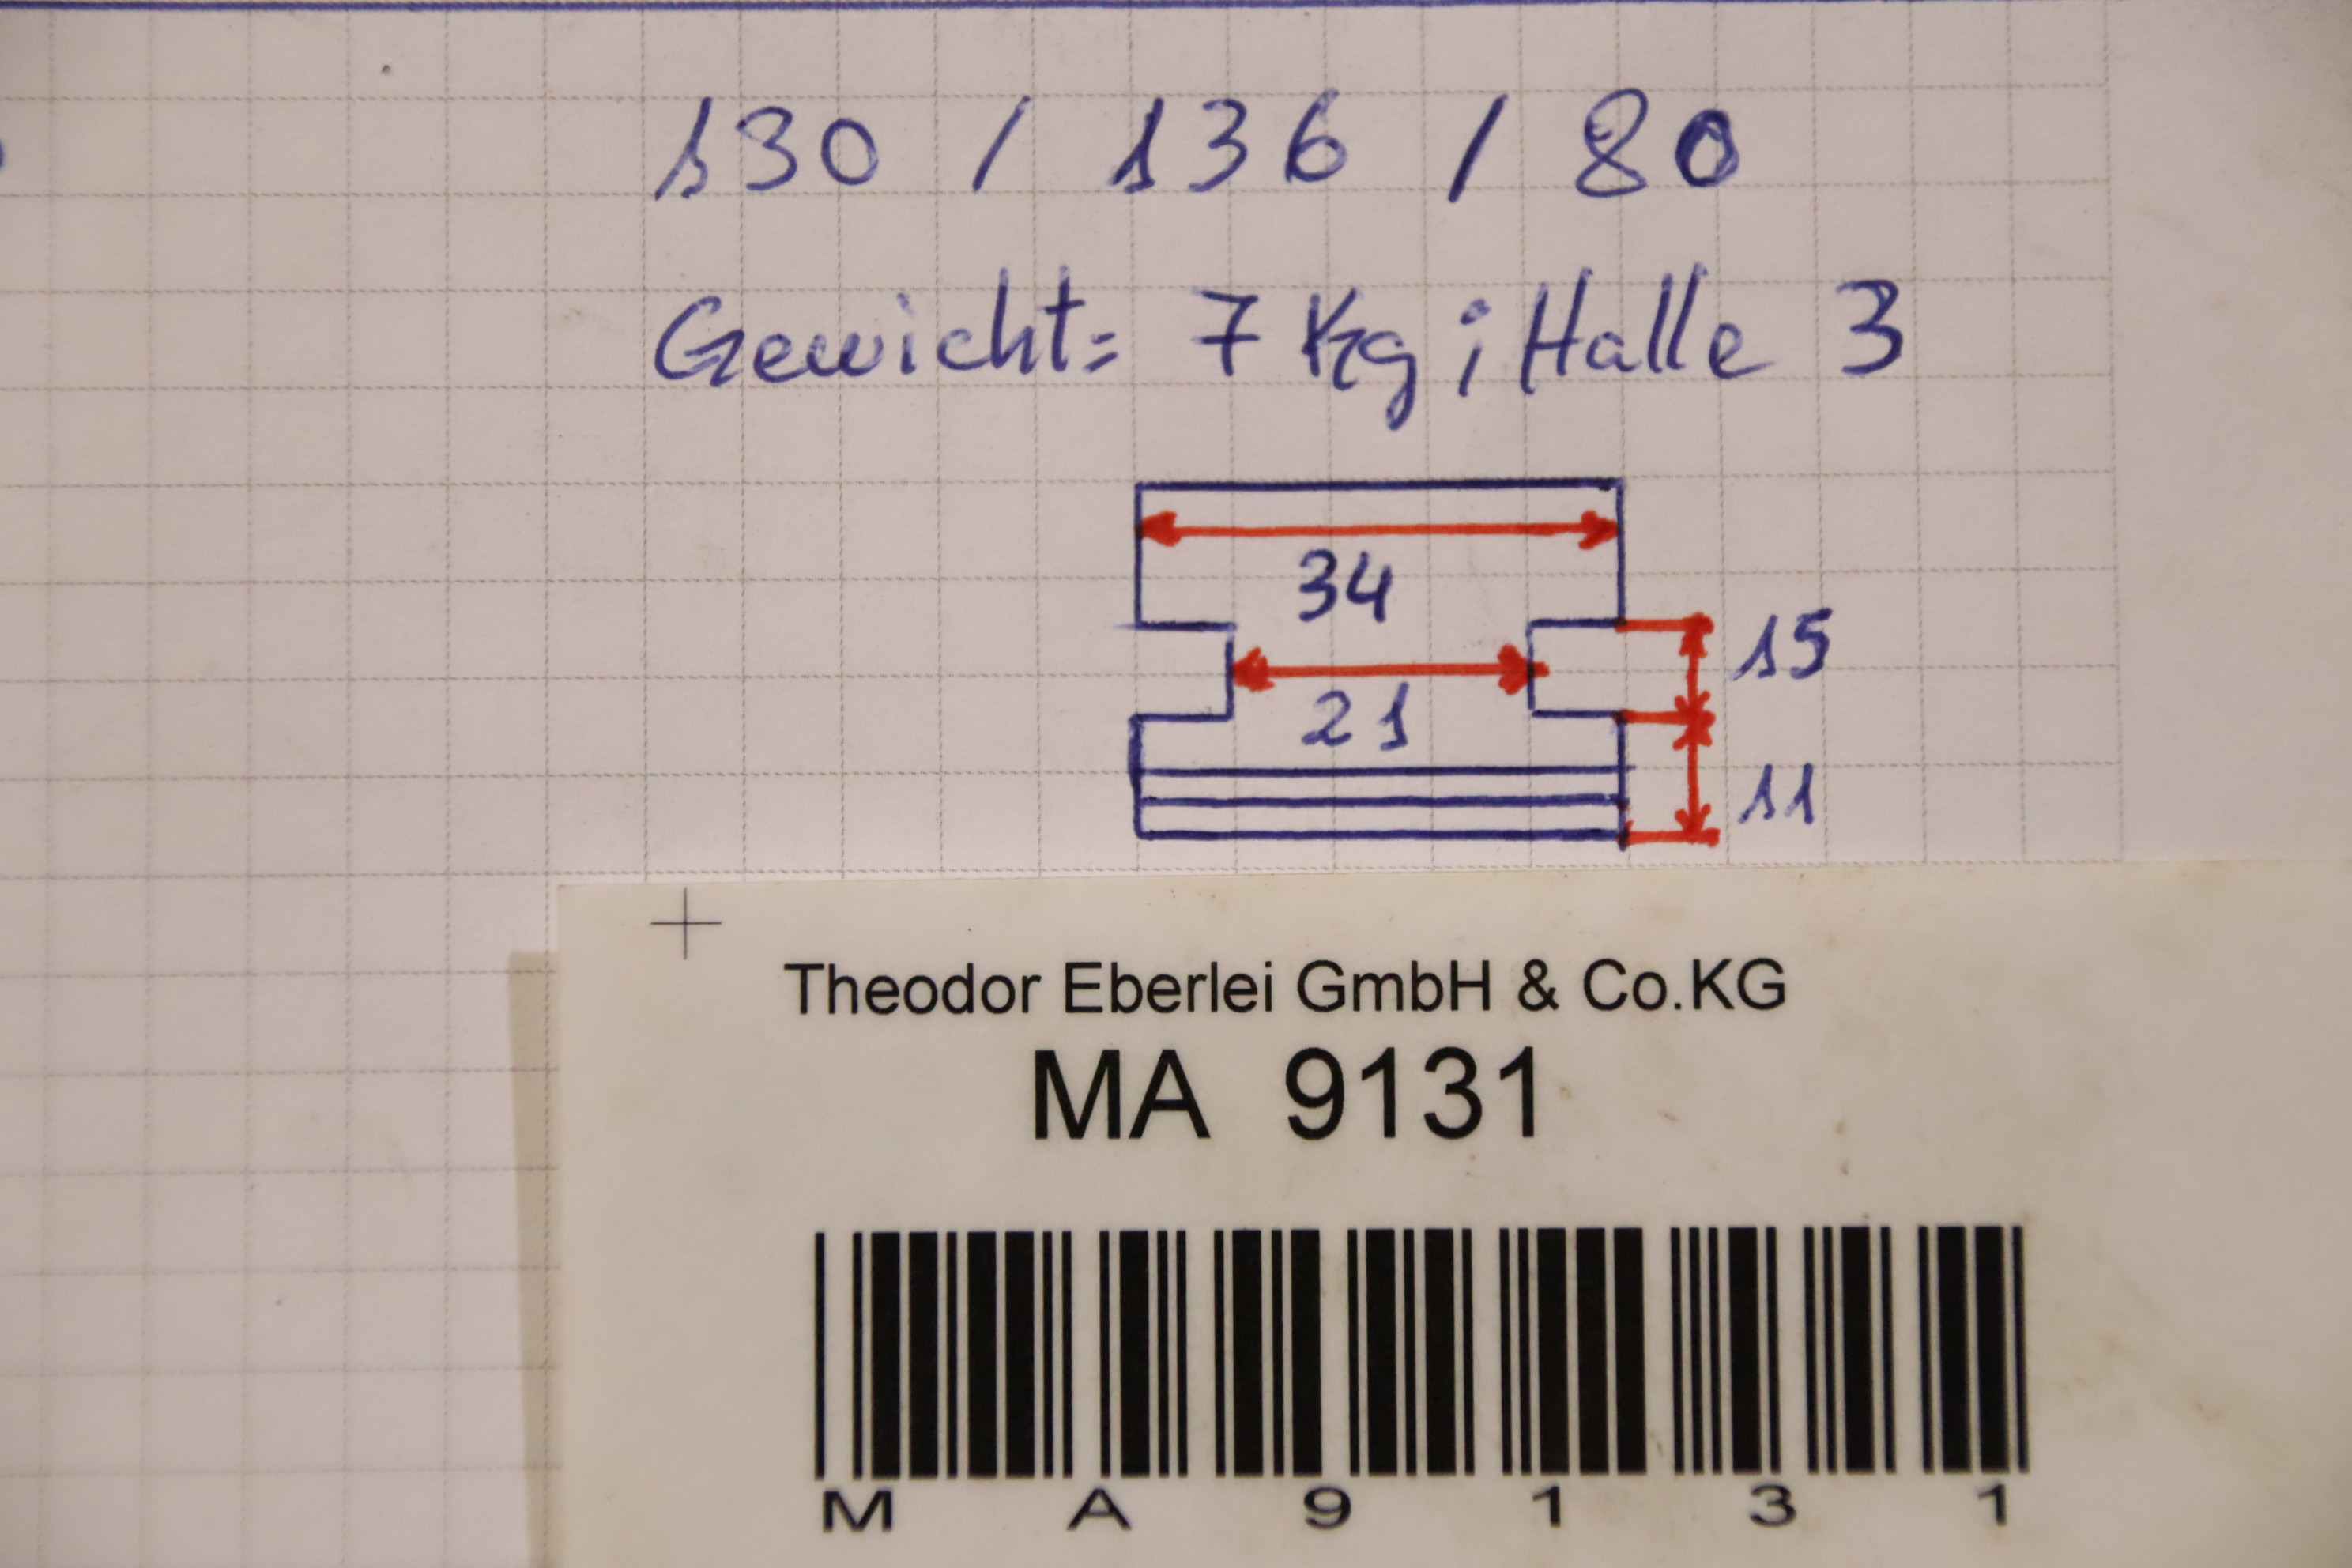 130 / 136 / 80
Gewicht: 7 Kg ; Halle 3
34
15
21
11
Theodor Eberlei GmbH & Co.KG
MA 9131
M A 9 1 3 1